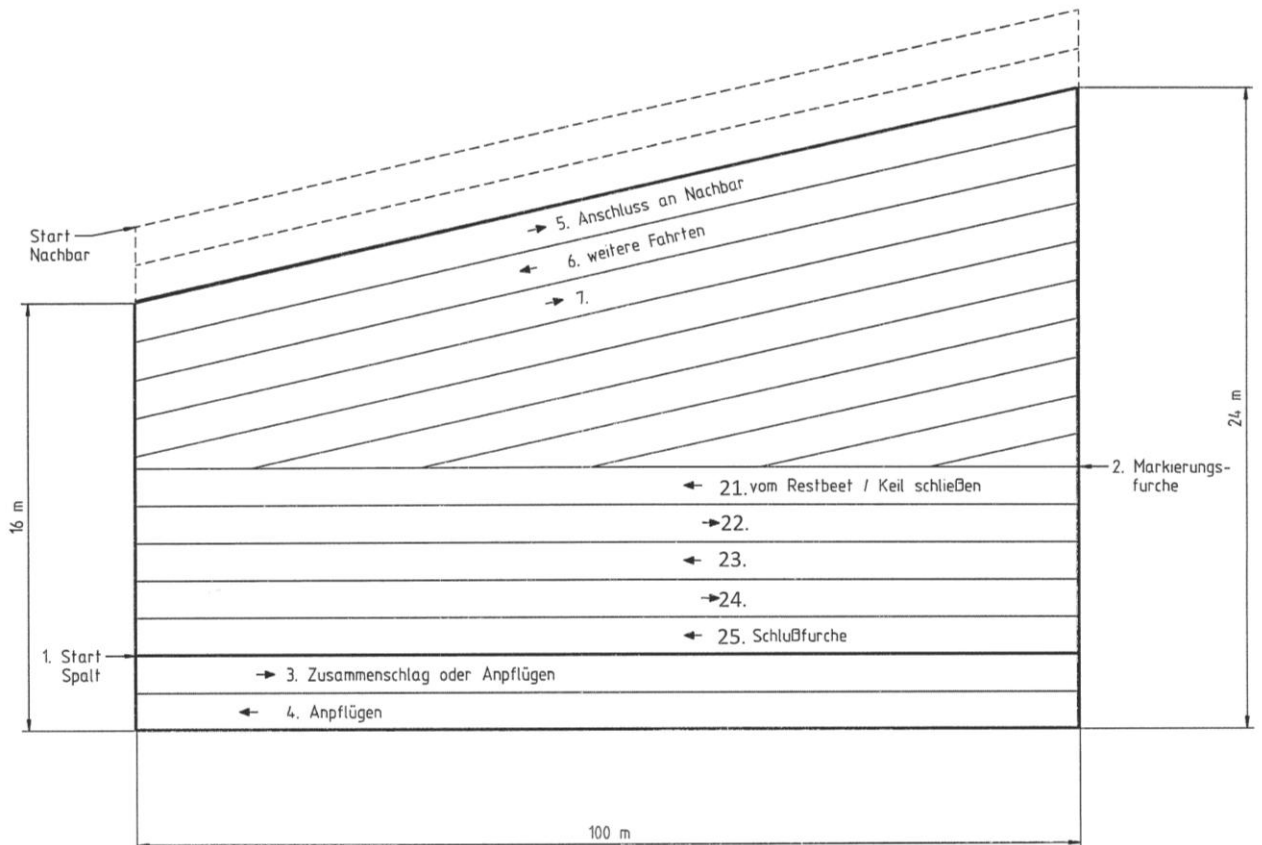 5. Anschluss an Nachbar
Start
Nachbar
6. weitere Fahrten
7.
24 m
2. Markierungs-
furche
21. vom Restbeet / Keil schließen
16 m
22.
23.
24.
25. Schlußfurche
1. Start
Spalt
3. Zusammenschlag oder Anpflügen
4. Anpflügen
100 m